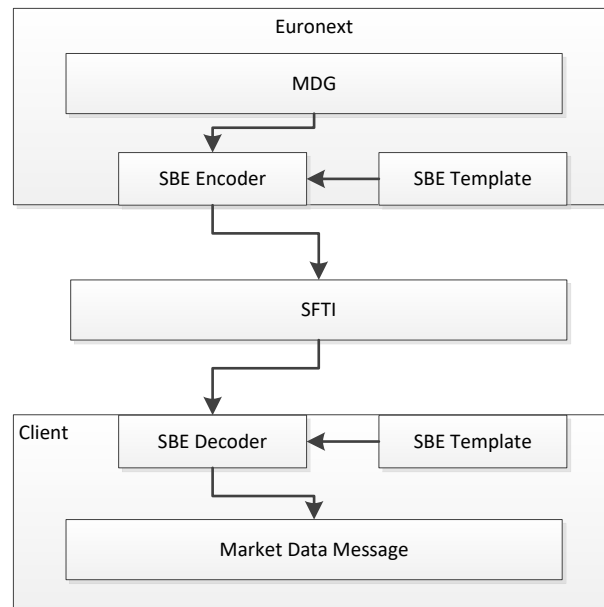 Euronext
MDG
SBE Encoder
SBE Template
SFTI
Client
SBE Decoder
SBE Template
Market Data Message